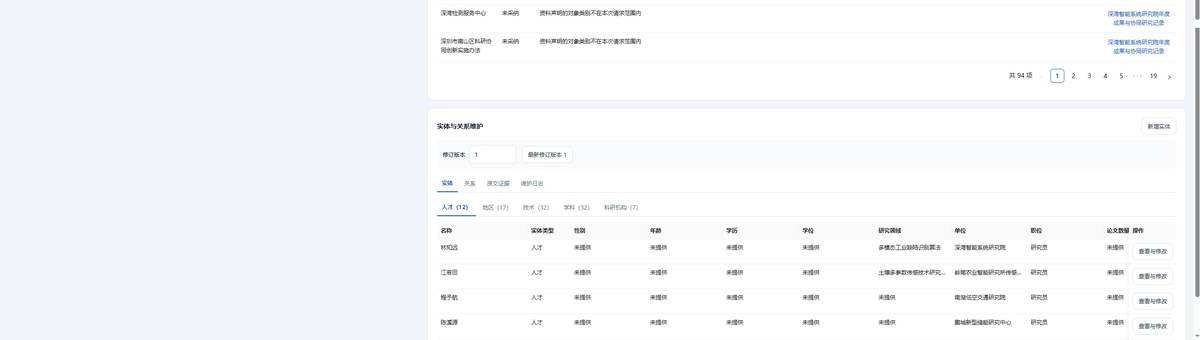 深湾检测服务中心 未采纳 资料声明的对象类别不在本次请求范围内 深湾智能系统研究院年度
成果与协同研究记录
深圳市南山区科研协 未采纳 资料声明的对象类别不在本次请求范围内 深湾智能系统研究院年度
同创新实施办法 成果与协同研究记录
共 94 项 1 2 3 4 5 ··· 19 >
实体与关系维护 新增实体
修订版本 1 最新修订版本 1
实体 关系 原文证据 维护日志
人才（12） 地区（17） 技术（32） 学科（32） 科研机构（7）
名称 实体类型 性别 年龄 学历 学位 研究领域 单位 职位 论文数量 操作
林知远 人才 未提供 未提供 未提供 未提供 多模态工业缺陷识别算法 深湾智能系统研究院 研究员 未提供 查看与修改
江岩田 人才 未提供 未提供 未提供 未提供 土壤多参数传感技术研究... 岭南农业智能研究所传感... 研究员 未提供 查看与修改
程予航 人才 未提供 未提供 未提供 未提供 未提供 南海低空交通研究院 研究员 未提供 查看与修改
陈溪源 人才 未提供 未提供 未提供 未提供 未提供 鹏城新型储能研究中心 研究员 未提供 查看与修改